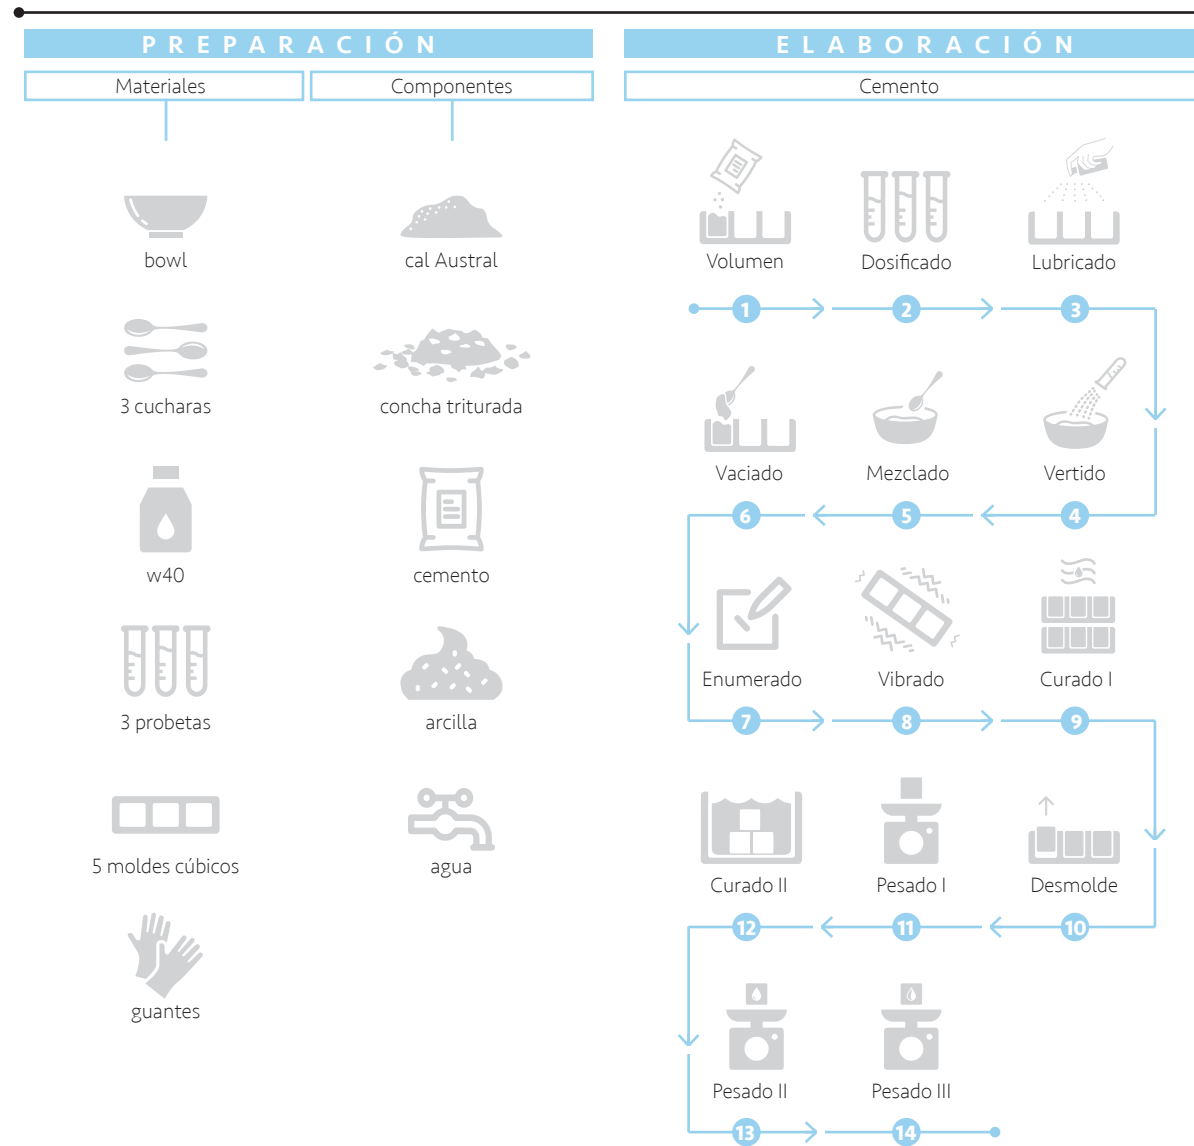 PREPARACIÓN
Materiales
Componentes
bowl
cal Austral
3 cucharas
concha triturada
w40
cemento
3 probetas
arcilla
5 moldes cúbicos
agua
guantes
ELABORACIÓN
Cemento
Volumen
Dosificado
Lubricado
1
2
3
Vaciado
Mezclado
Vertido
6
5
4
Enumerado
Vibrado
Curado I
7
8
9
Curado II
Pesado I
Desmolde
12
11
10
Pesado II
Pesado III
13
14